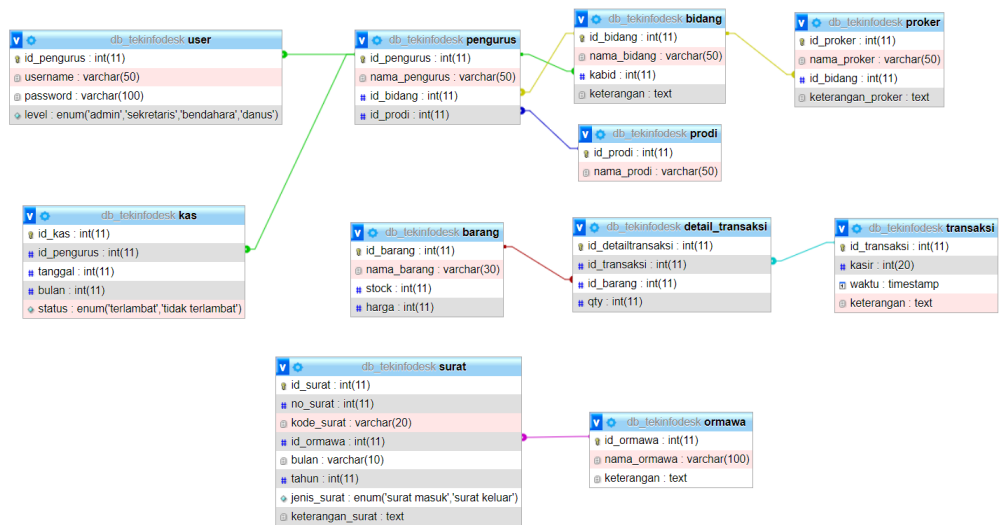 db_tekinfodesk user
id_pengurus : int(11)
username : varchar(50)
password : varchar(100)
level : enum('admin','sekretaris','bendahara','danus')
db_tekinfodesk pengurus
id_pengurus : int(11)
nama_pengurus : varchar(50)
id_bidang : int(11)
id_prodi : int(11)
db_tekinfodesk bidang
id_bidang : int(11)
nama_bidang : varchar(50)
kabid : int(11)
keterangan : text
db_tekinfodesk proker
id_proker : int(11)
nama_proker : varchar(50)
id_bidang : int(11)
keterangan_proker : text
db_tekinfodesk prodi
id_prodi : int(11)
nama_prodi : varchar(50)
db_tekinfodesk kas
id_kas : int(11)
id_pengurus : int(11)
tanggal : int(11)
bulan : int(11)
status : enum('terlambat','tidak terlambat')
db_tekinfodesk barang
id_barang : int(11)
nama_barang : varchar(30)
stock : int(11)
harga : int(11)
db_tekinfodesk detail_transaksi
id_detailtransaksi : int(11)
id_transaksi : int(11)
id_barang : int(11)
qty : int(11)
db_tekinfodesk transaksi
id_transaksi : int(11)
kasir : int(20)
waktu : timestamp
keterangan : text
db_tekinfodesk surat
id_surat : int(11)
no_surat : int(11)
kode_surat : varchar(20)
id_ormawa : int(11)
bulan : varchar(10)
tahun : int(11)
jenis_surat : enum('surat masuk','surat keluar')
keterangan_surat : text
db_tekinfodesk ormawa
id_ormawa : int(11)
nama_ormawa : varchar(100)
keterangan : text